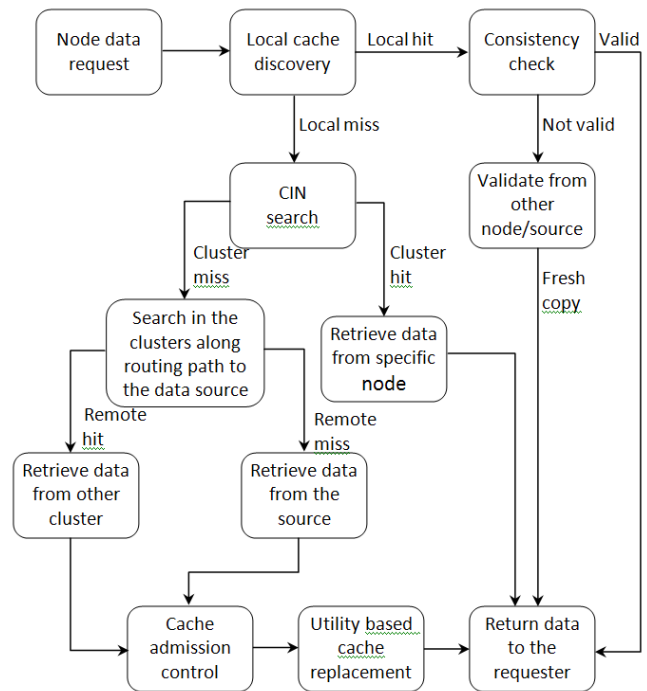 Node data
request
Local cache
discovery
Local hit
Consistency
check
Valid
Local miss
Not valid
CIN
search
Validate from
other
node/source
Cluster
miss
Cluster
hit
Fresh
copy
Search in the
clusters along
routing path to
the data source
Retrieve data
from specific
node
Remote
hit
Remote
miss
Retrieve data
from other
cluster
Retrieve data
from the
source
Cache
admission
control
Utility based
cache
replacement
Return data
to the
requester